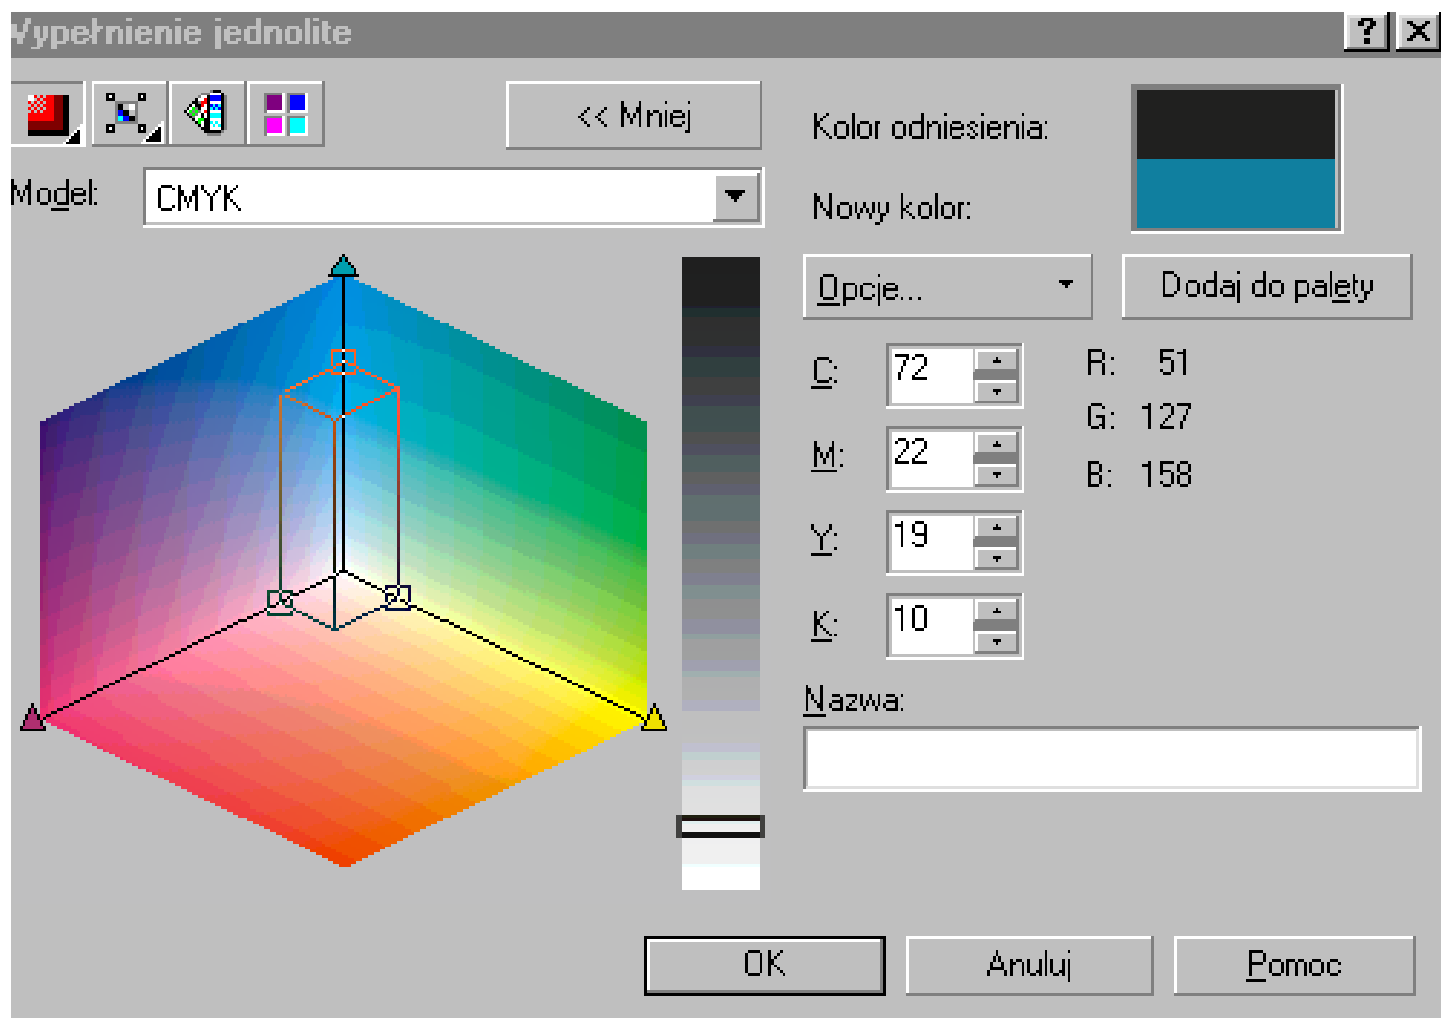 Wypełnienie jednolite
? X
<< Mniej
Kolor odniesienia:
Model:
CMYK
Nowy kolor:
Opcje...
Dodaj do palety
C: 72
R: 51
M: 22
G: 127
B: 158
Y: 19
K: 10
Nazwa:
OK
Anuluj
Pomoc